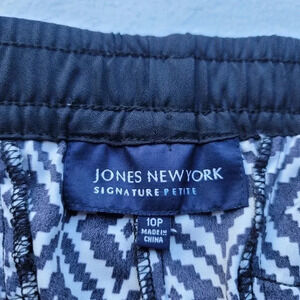 JONES NEW YORK
SIGNATURE PETITE
10P
MADE IN
CHINA